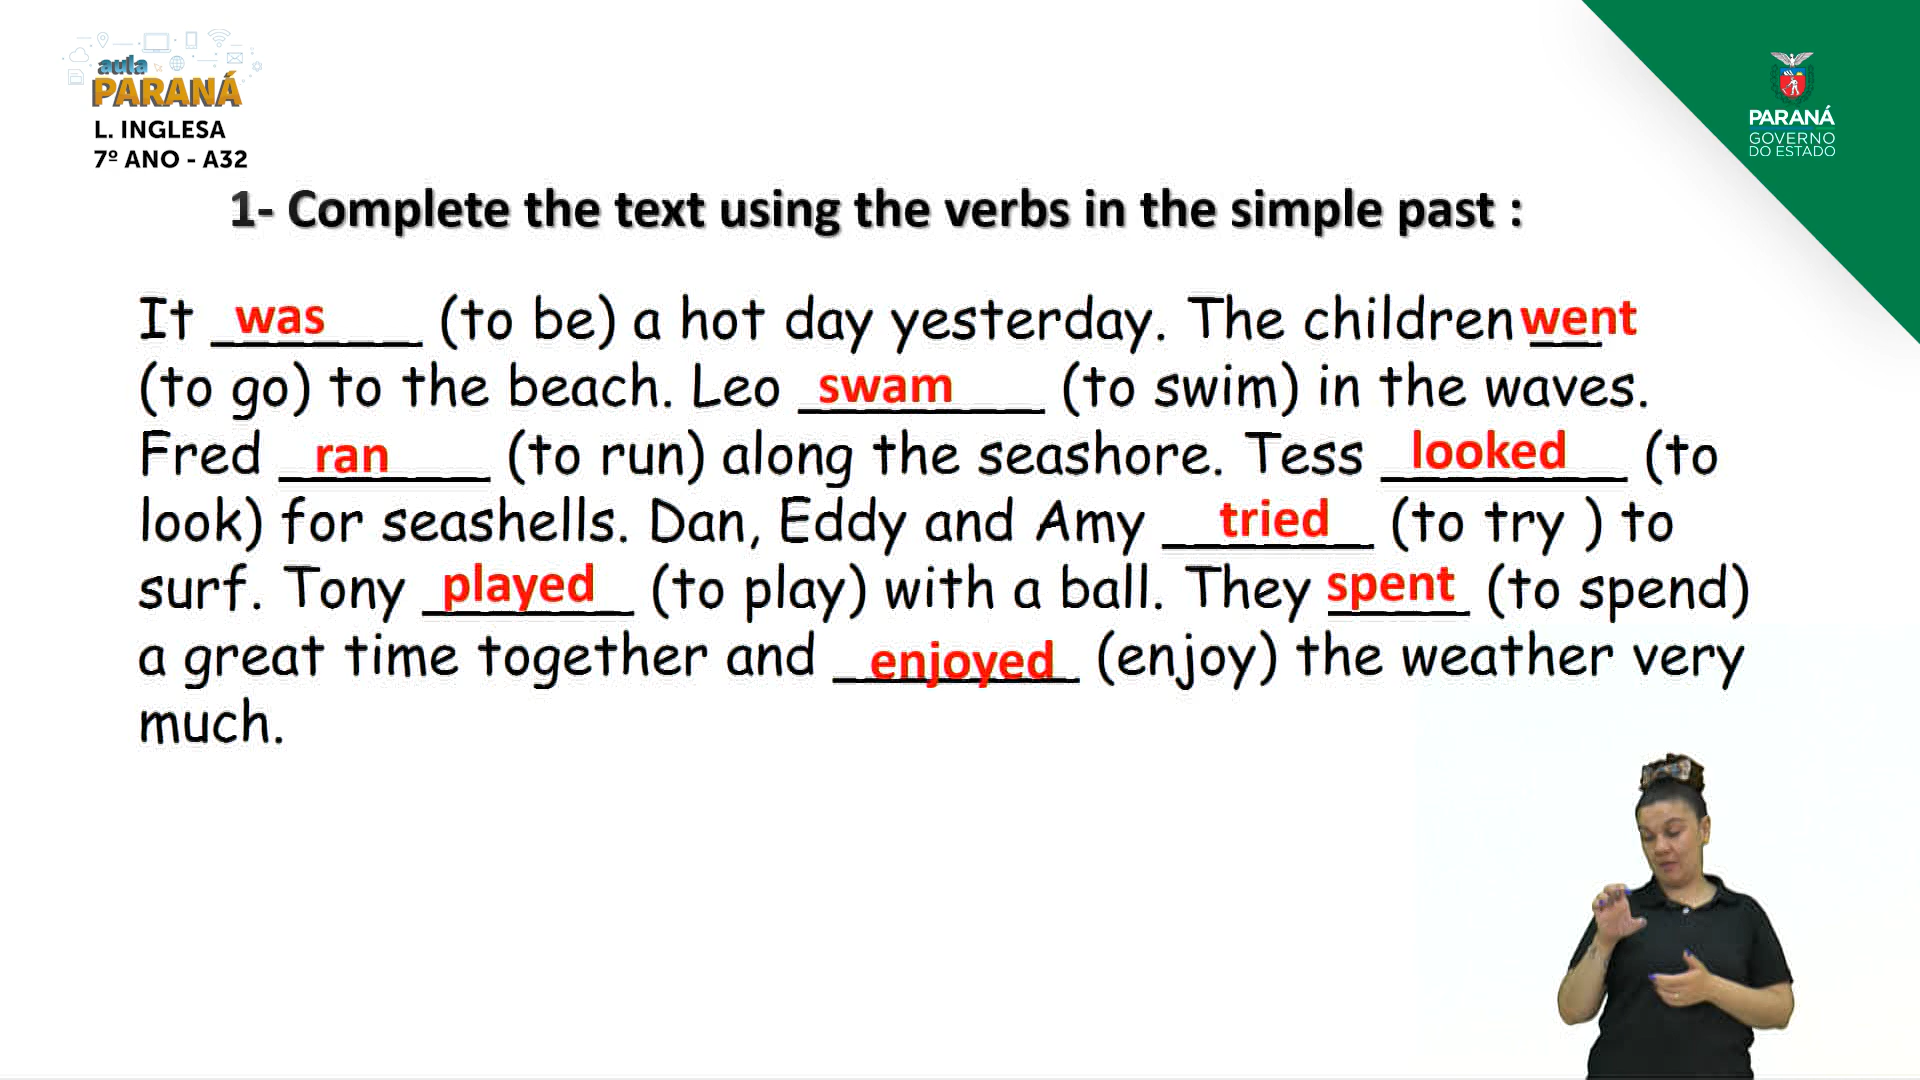 aula
PARANÁ
L. INGLESA
7º ANO - A32
PARANÁ
GOVERNO
DO ESTADO
1- Complete the text using the verbs in the simple past :
It was (to be) a hot day yesterday. The children went
(to go) to the beach. Leo swam (to swim) in the waves.
Fred ran (to run) along the seashore. Tess looked (to
look) for seashells. Dan, Eddy and Amy tried (to try ) to
surf. Tony played (to play) with a ball. They spent (to spend)
a great time together and enjoyed (enjoy) the weather very
much.